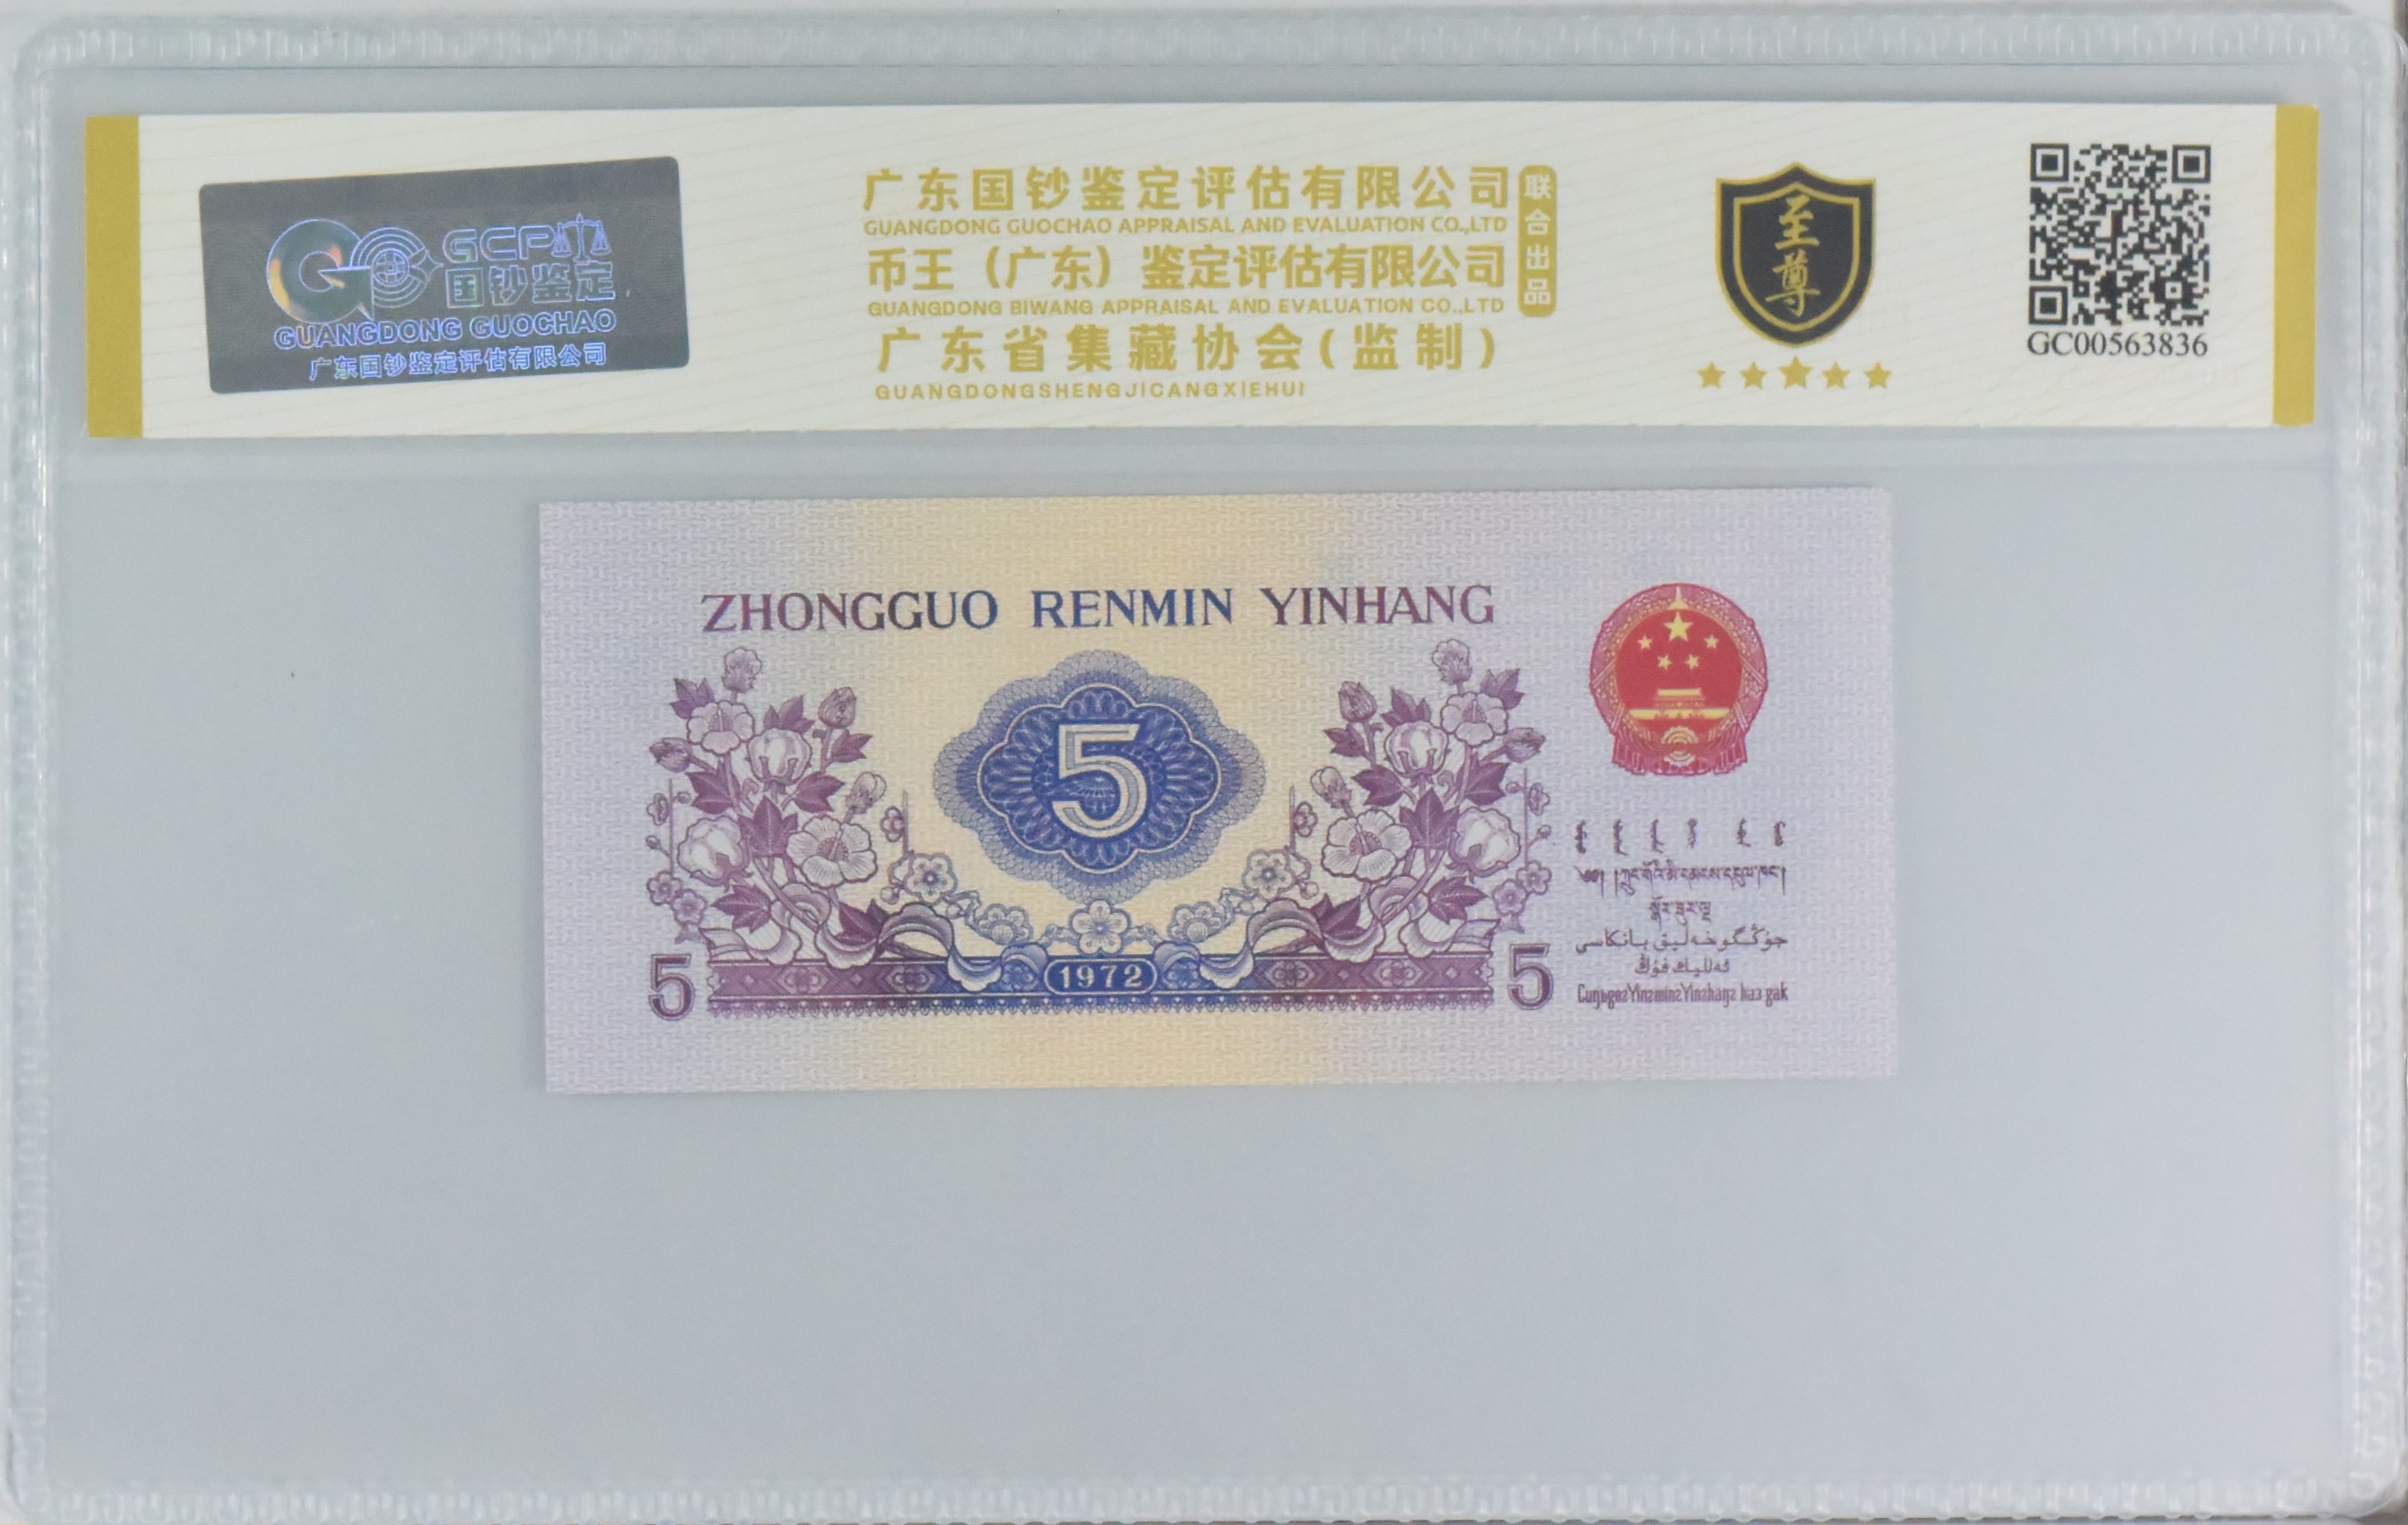 GCP
国钞鉴定
GUANGDONG GUOCHAO
广东国钞鉴定评估有限公司
广东国钞鉴定评估有限公司
GUANGDONG GUOCHAO APPRAISAL AND EVALUATION CO.,LTD
币王（广东）鉴定评估有限公司
GUANGDONG BIWANG APPRAISAL AND EVALUATION CO.,LTD
广东省集藏协会(监制)
GUANGDONGSHENGJICANGXIEHUI
联合出品
至尊
GC00563836
ZHONGGUO RENMIN YINHANG
5
5
1972
5
جۇڭگو خەلىق بانكاسى